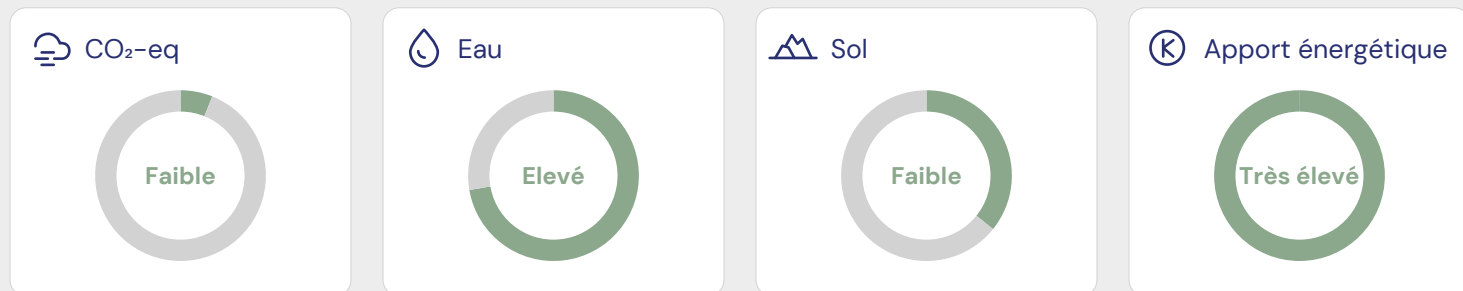 CO₂-eq
Faible
Eau
Elevé
Sol
Faible
Apport énergétique
Très élevé